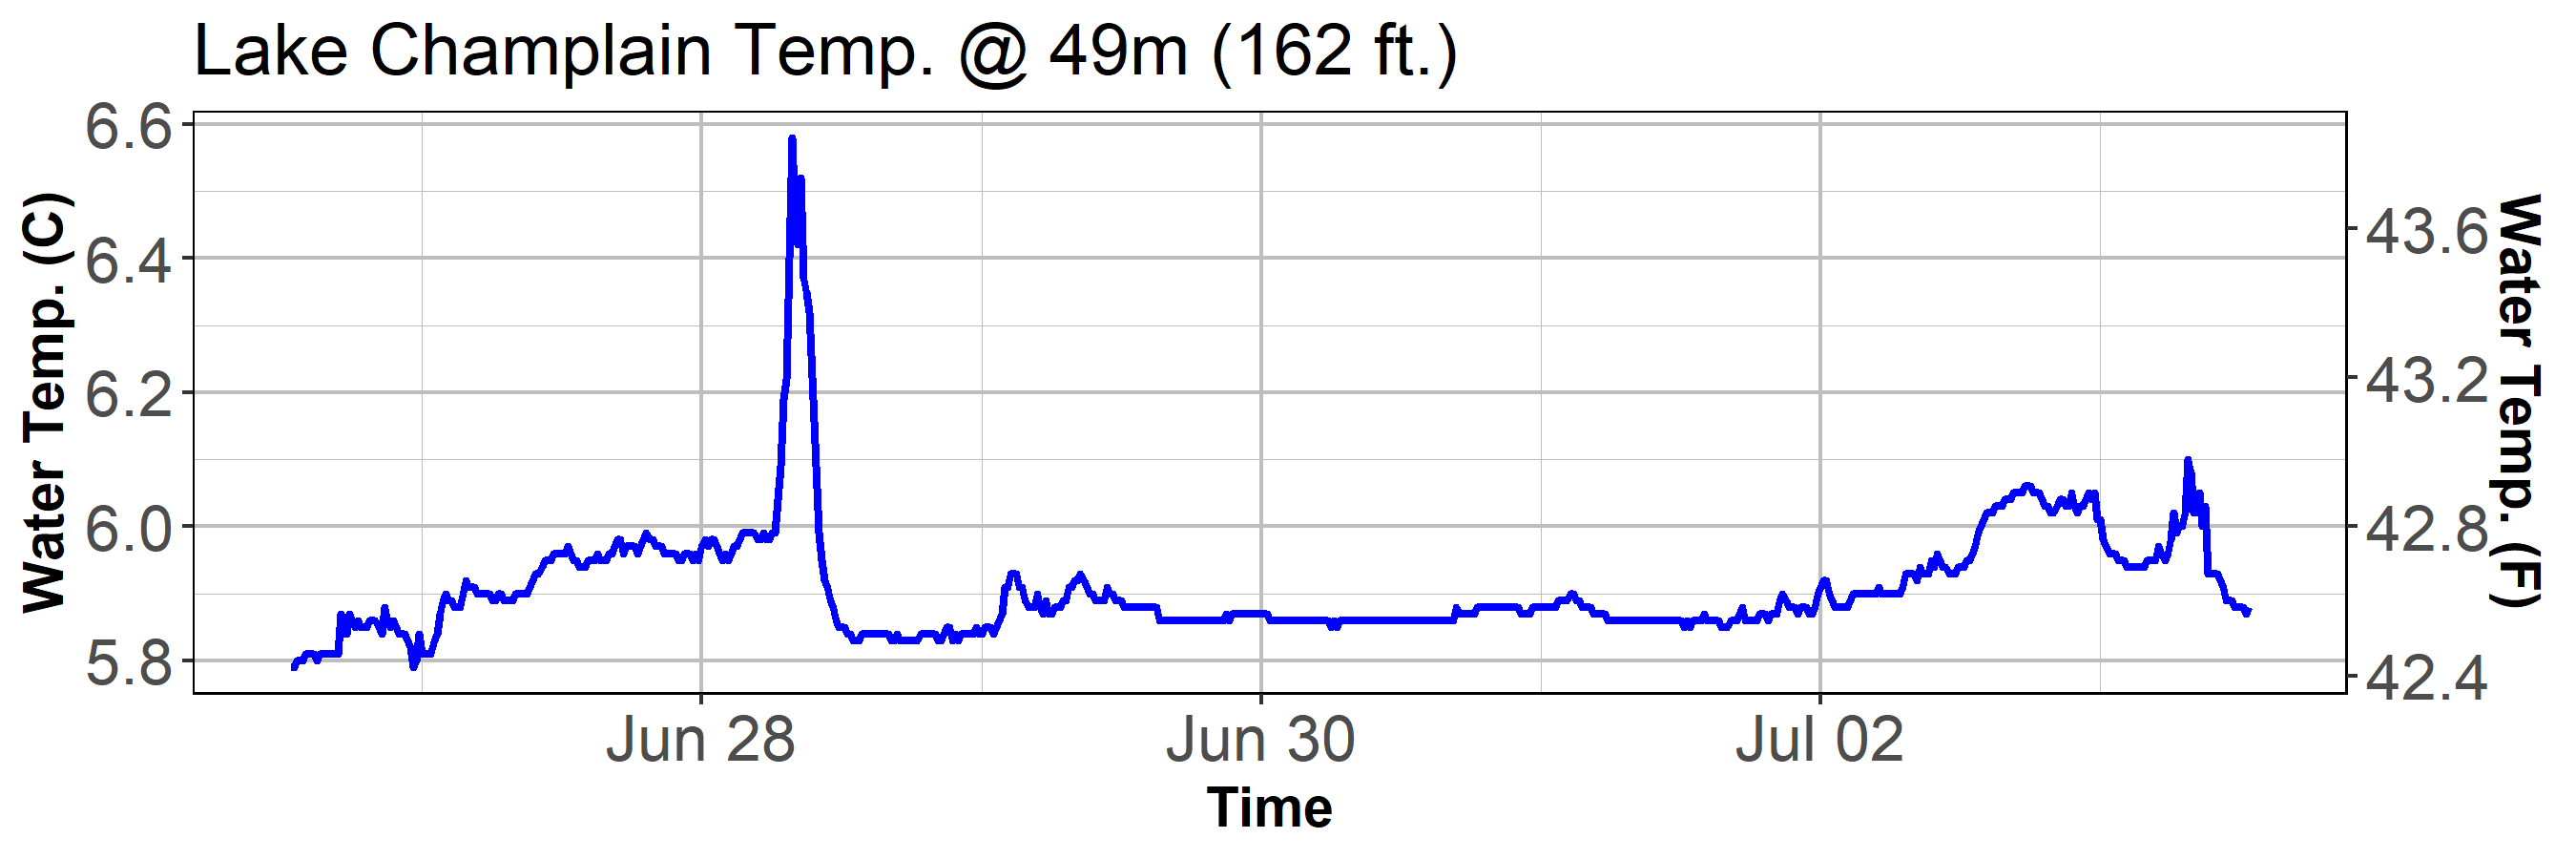 Lake Champlain Temp. @ 49m (162 ft.)
Water Temp. (C)
6.6
6.4
6.2
6.0
5.8
43.6
43.2
42.8
42.4
Water Temp. (F)
Jun 28 Jun 30 Jul 02
Time